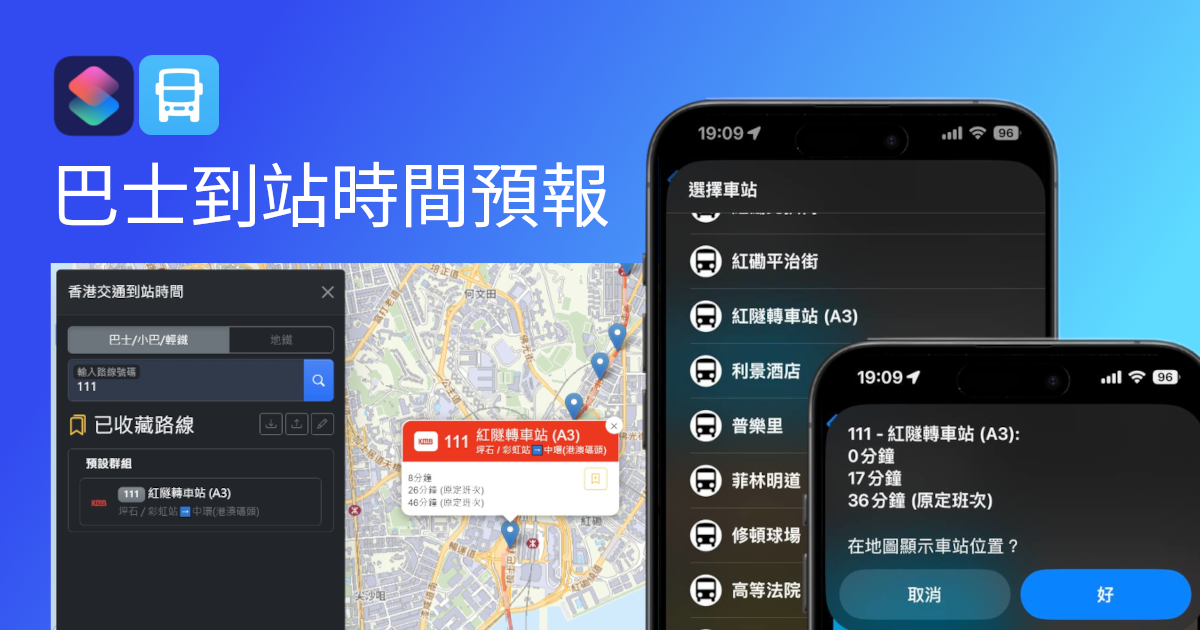 巴士到站時間預報
香港交通到站時間
巴士/小巴/輕鐵
地鐵
輸入路線號碼
111
已收藏路線
預設群組
KMB
111 紅隧轉車站 (A3)
坪石 / 彩虹站➡中環(港澳碼頭)
何文田
KMB
111
紅隧轉車站 (A3)
坪石 / 彩虹站➡中環(港澳碼頭)
8分鐘
26分鐘 (原定班次)
46分鐘 (原定班次)
紅磡
尖沙咀
19:09
96
選擇車站
紅磡平治街
紅隧轉車站 (A3)
利景酒店
普樂里
菲林明道
修頓球場
高等法院
19:09
96
111 - 紅隧轉車站 (A3):
0分鐘
17分鐘
36分鐘 (原定班次)
在地圖顯示車站位置？
取消
好